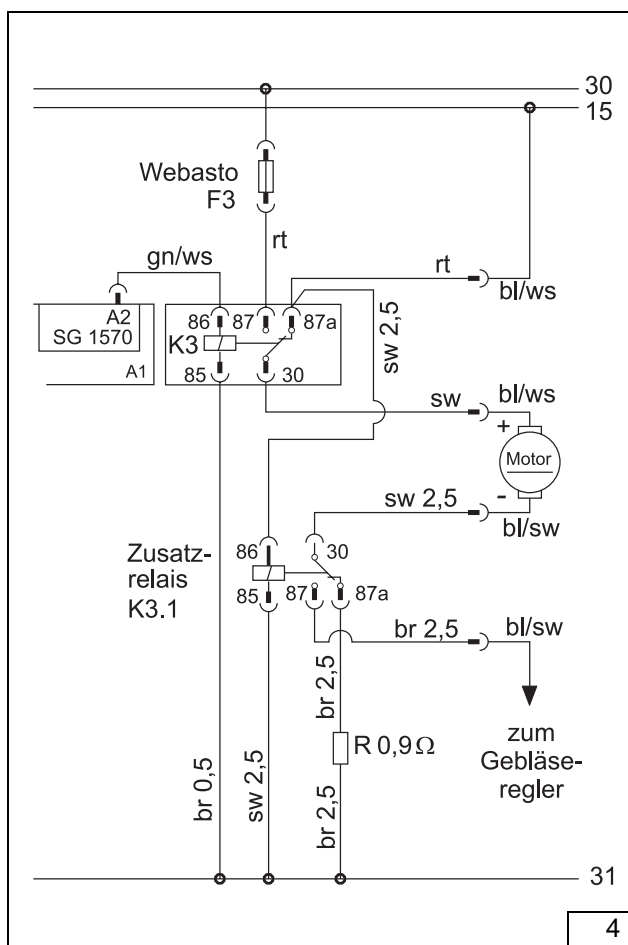 30
15
Webasto
F3
rt
gn/ws
rt
bl/ws
A2
SG 1570
A1
86
87
87a
K3
85
30
sw 2,5
sw
bl/ws
+
Motor
-
sw 2,5
bl/sw
Zusatz-
relais
K3.1
86
30
85
87
87a
br 2,5
bl/sw
br 2,5
R 0,9Ω
zum
Gebläse-
regler
br 0,5
sw 2,5
br 2,5
31
4